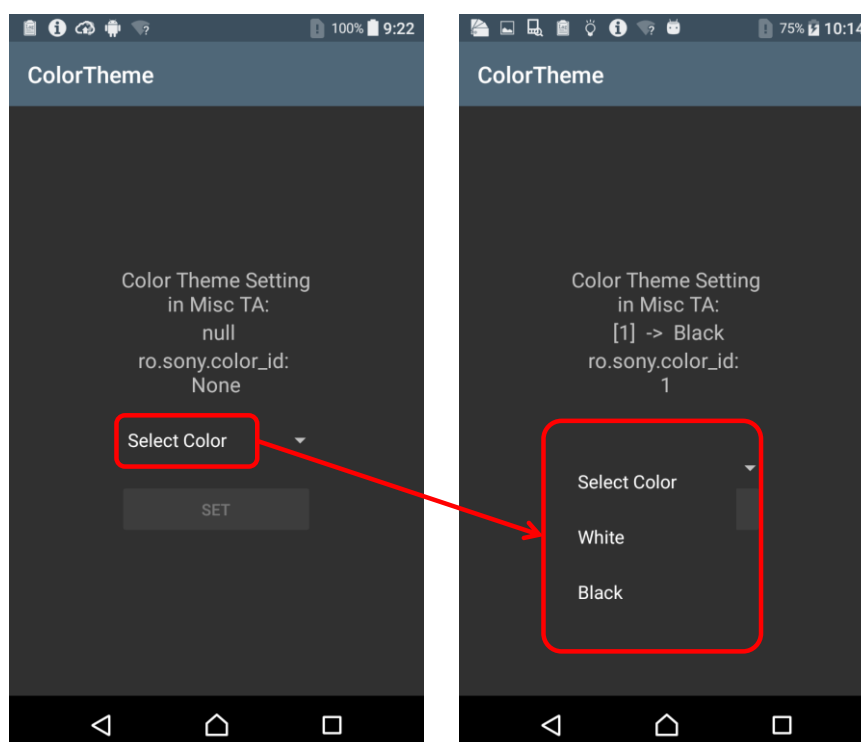 100% 9:22
ColorTheme
Color Theme Setting
in Misc TA:
null
ro.sony.color_id:
None
Select Color
SET
75% 10:14
ColorTheme
Color Theme Setting
in Misc TA:
[1] -> Black
ro.sony.color_id:
1
Select Color
White
Black